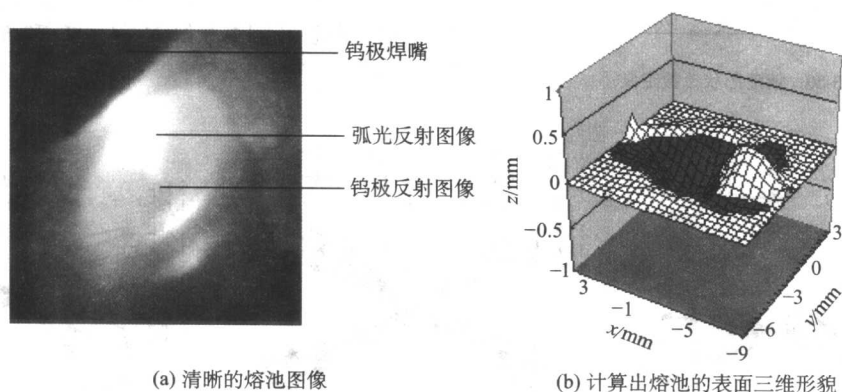 钨极焊嘴
弧光反射图像
钨极反射图像
(a) 清晰的熔池图像
1
0.5
0
−0.5
−1
z/mm
3
−1
−5
−9
x/mm
3
0
−3
−6
y/mm
(b) 计算出熔池的表面三维形貌